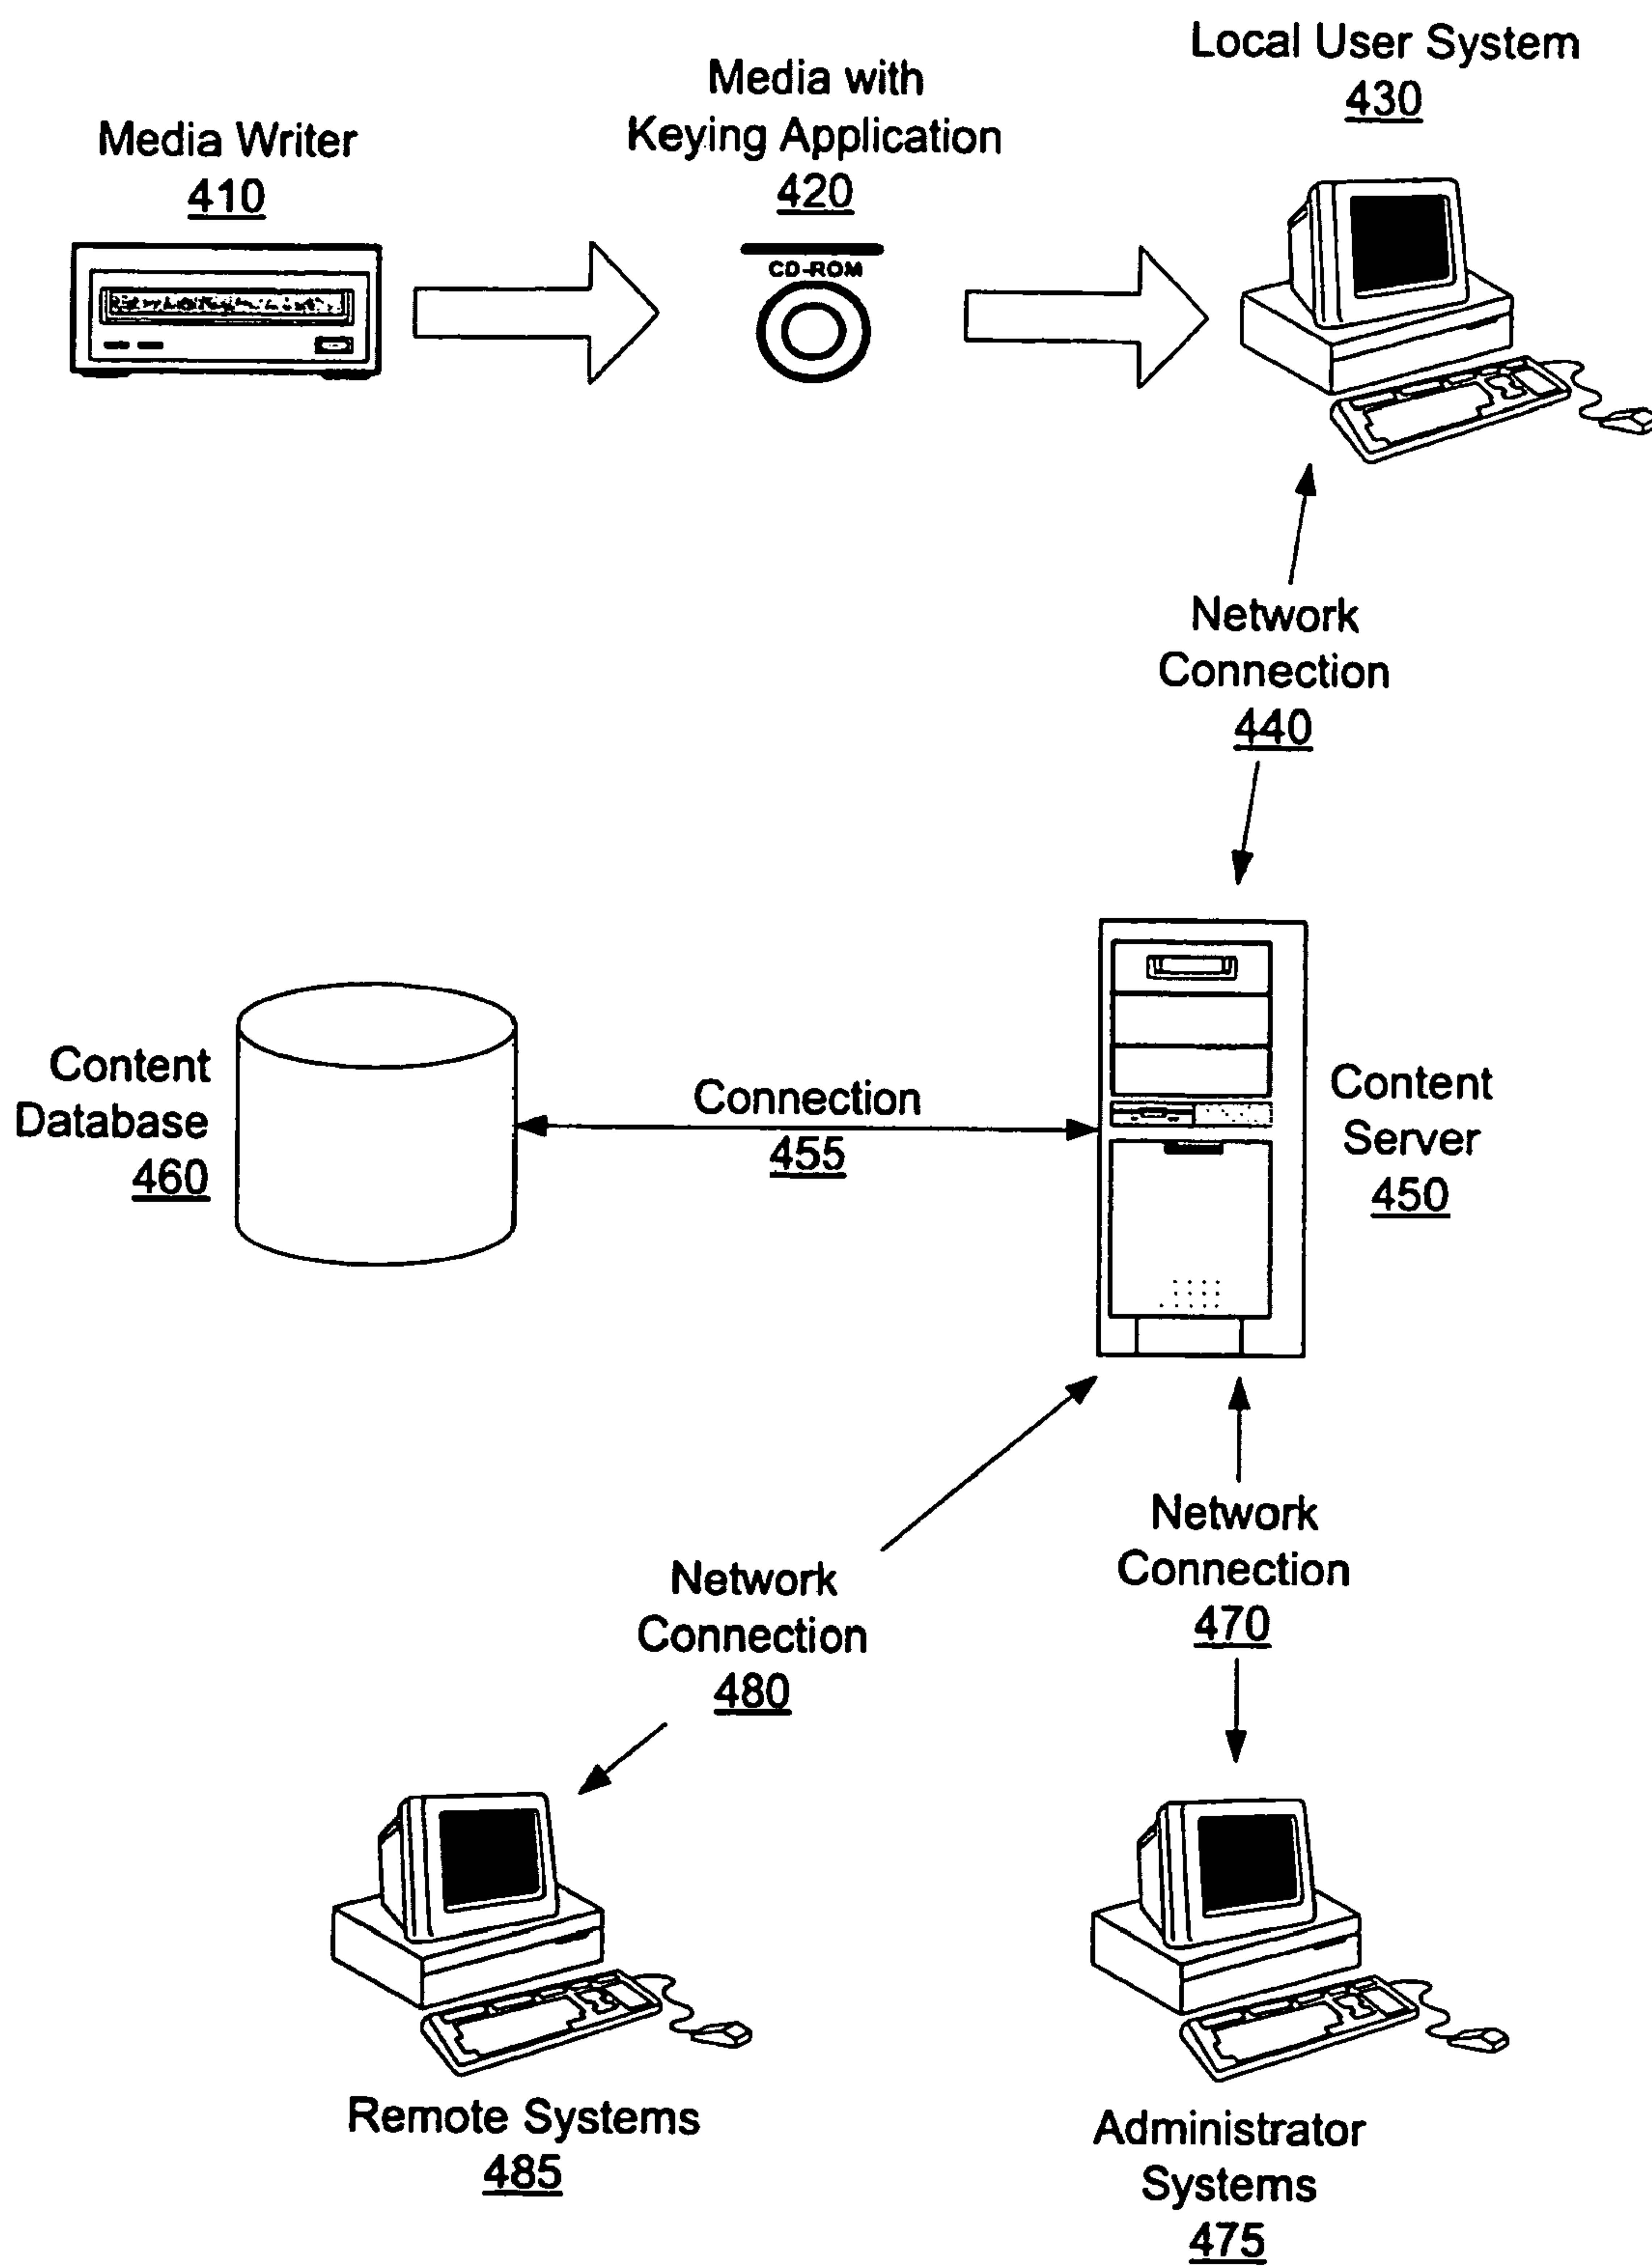 Local User System
430
Media with
Keying Application
420
Media Writer
410
CD-ROM
Network
Connection
440
Content
Database
460
Connection
455
Content
Server
450
Network
Connection
470
Network
Connection
480
Remote Systems
485
Administrator
Systems
475